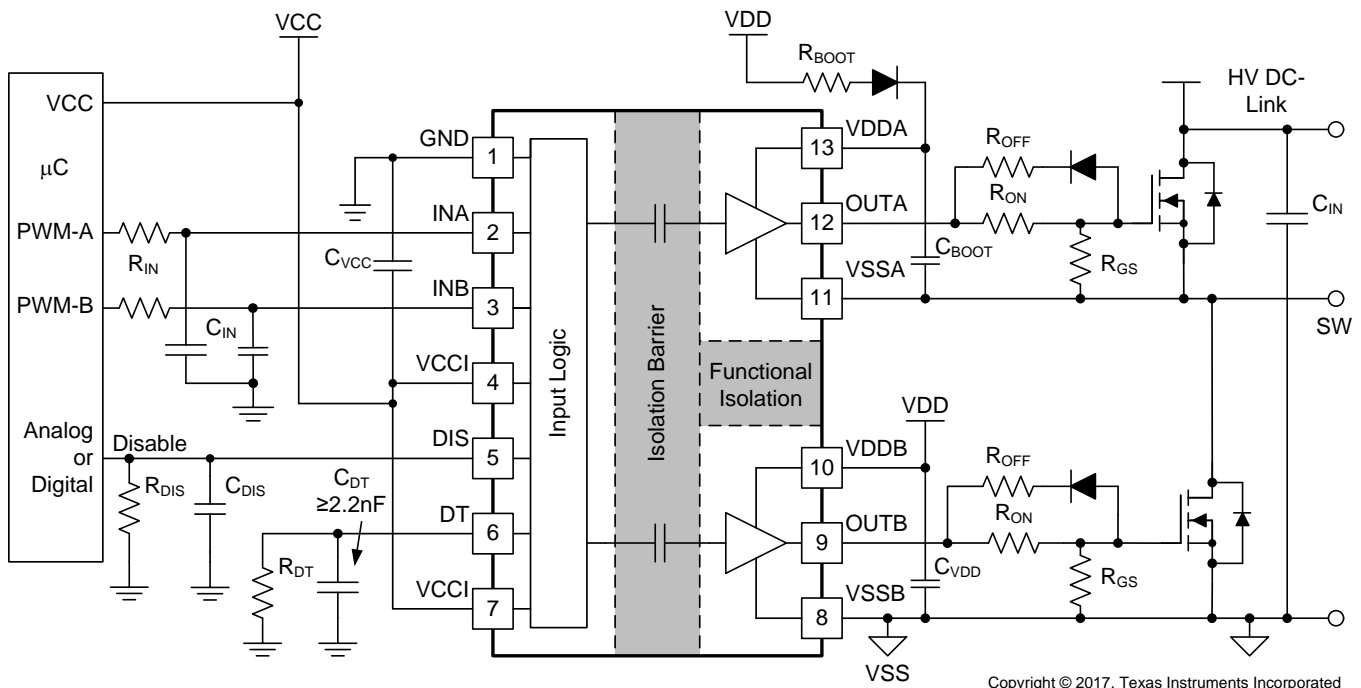 VCC
VCC
µC
PWM-A
PWM-B
Analog
or
Digital
Disable
RIN
CIN
RDIS
CDIS
CVCC
CDT
≥2.2nF
RDT
GND
INA
INB
VCCI
DIS
DT
VCCI
1
2
3
4
5
6
7
Input Logic
Isolation Barrier
Functional
Isolation
VDD
RBOOT
VDDA
OUTA
VSSA
13
12
11
CBOOT
ROFF
RON
RGS
HV DC-
Link
CIN
SW
VDD
VDDB
OUTB
VSSB
10
9
8
CVDD
ROFF
RON
RGS
VSS
Copyright © 2017, Texas Instruments Incorporated